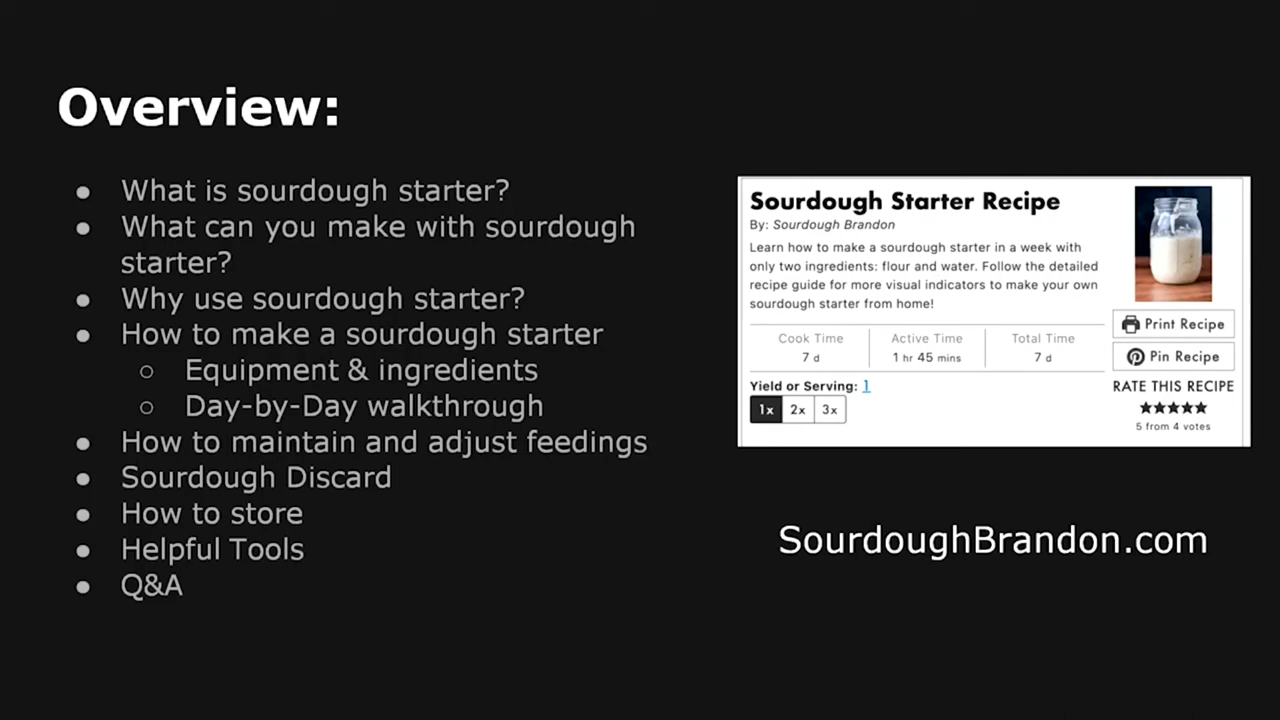 Overview:
● What is sourdough starter?
● What can you make with sourdough
starter?
● Why use sourdough starter?
● How to make a sourdough starter
○ Equipment & ingredients
○ Day-by-Day walkthrough
● How to maintain and adjust feedings
● Sourdough Discard
● How to store
● Helpful Tools
● Q&A
Sourdough Starter Recipe
By: Sourdough Brandon
Learn how to make a sourdough starter in a week with
only two ingredients: flour and water. Follow the detailed
recipe guide for more visual indicators to make your own
sourdough starter from home!
Cook Time Active Time Total Time
7 d 1 hr 45 mins 7 d
Yield or Serving: 1
1x 2x 3x
Print Recipe
Pin Recipe
RATE THIS RECIPE
★★★★★
5 from 4 votes
SourdoughBrandon.com